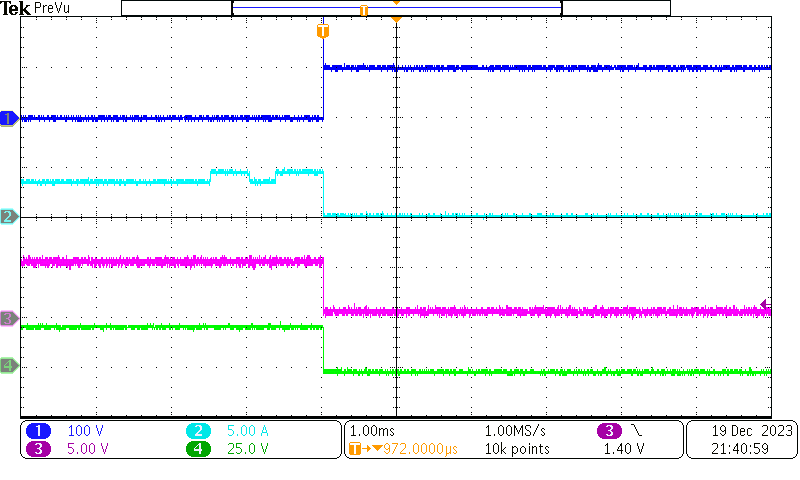 Tek PreVu
T
T
1
2
3
4
1 100 V 2 5.00 A
3 5.00 V 4 25.0 V
1.00ms 1.00MS/s 3
T→▼972.0000µs 10k points 1.40 V
19 Dec 2023
21:40:59